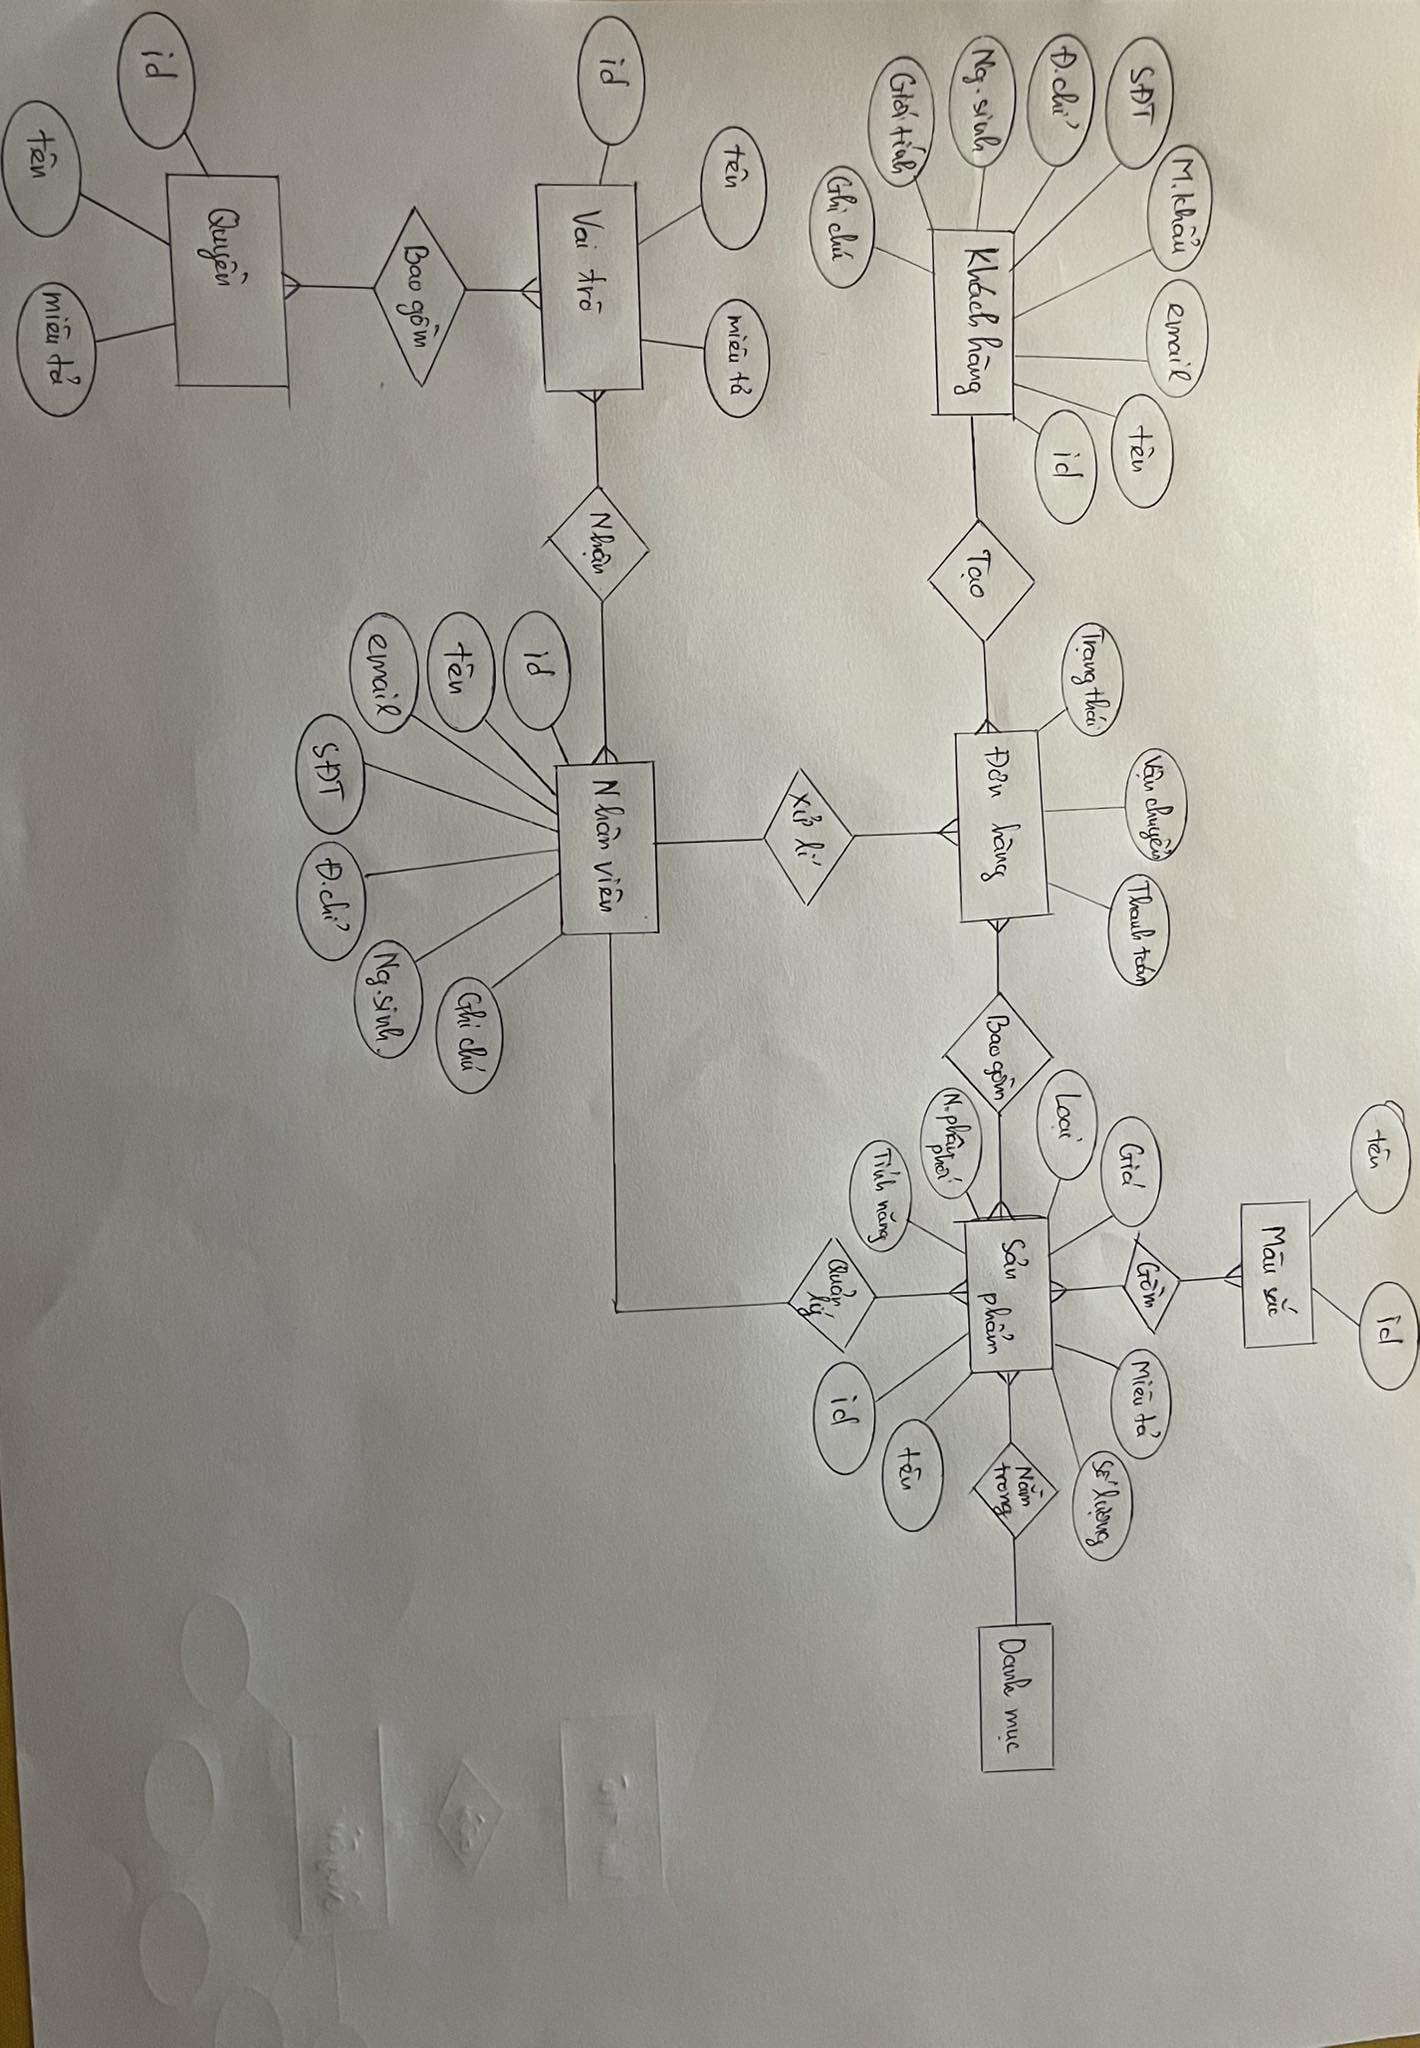 tên
id
Màu sắc
Gồm
M.khẩu
email
SĐT
tên
Đ.chỉ
id
Ng.sinh
Khách hàng
Giới tính
Ghi chú
Tạo
Vận chuyển
Thanh toán
Trạng thái
Đơn hàng
Bao gồm
Giá
Miêu tả
Số lượng
Loại
Sản
phẩm
N.phân
phối
Tính năng
tên
id
Nằm
trong
Danh mục
Quản
lý
Xử lí
tên
miêu tả
id
Vai trò
Nhận
Nhân viên
id
tên
email
SĐT
Đ.chỉ
Ng.sinh.
Ghi chú
Bao gồm
Quyền
id
tên
miêu tả